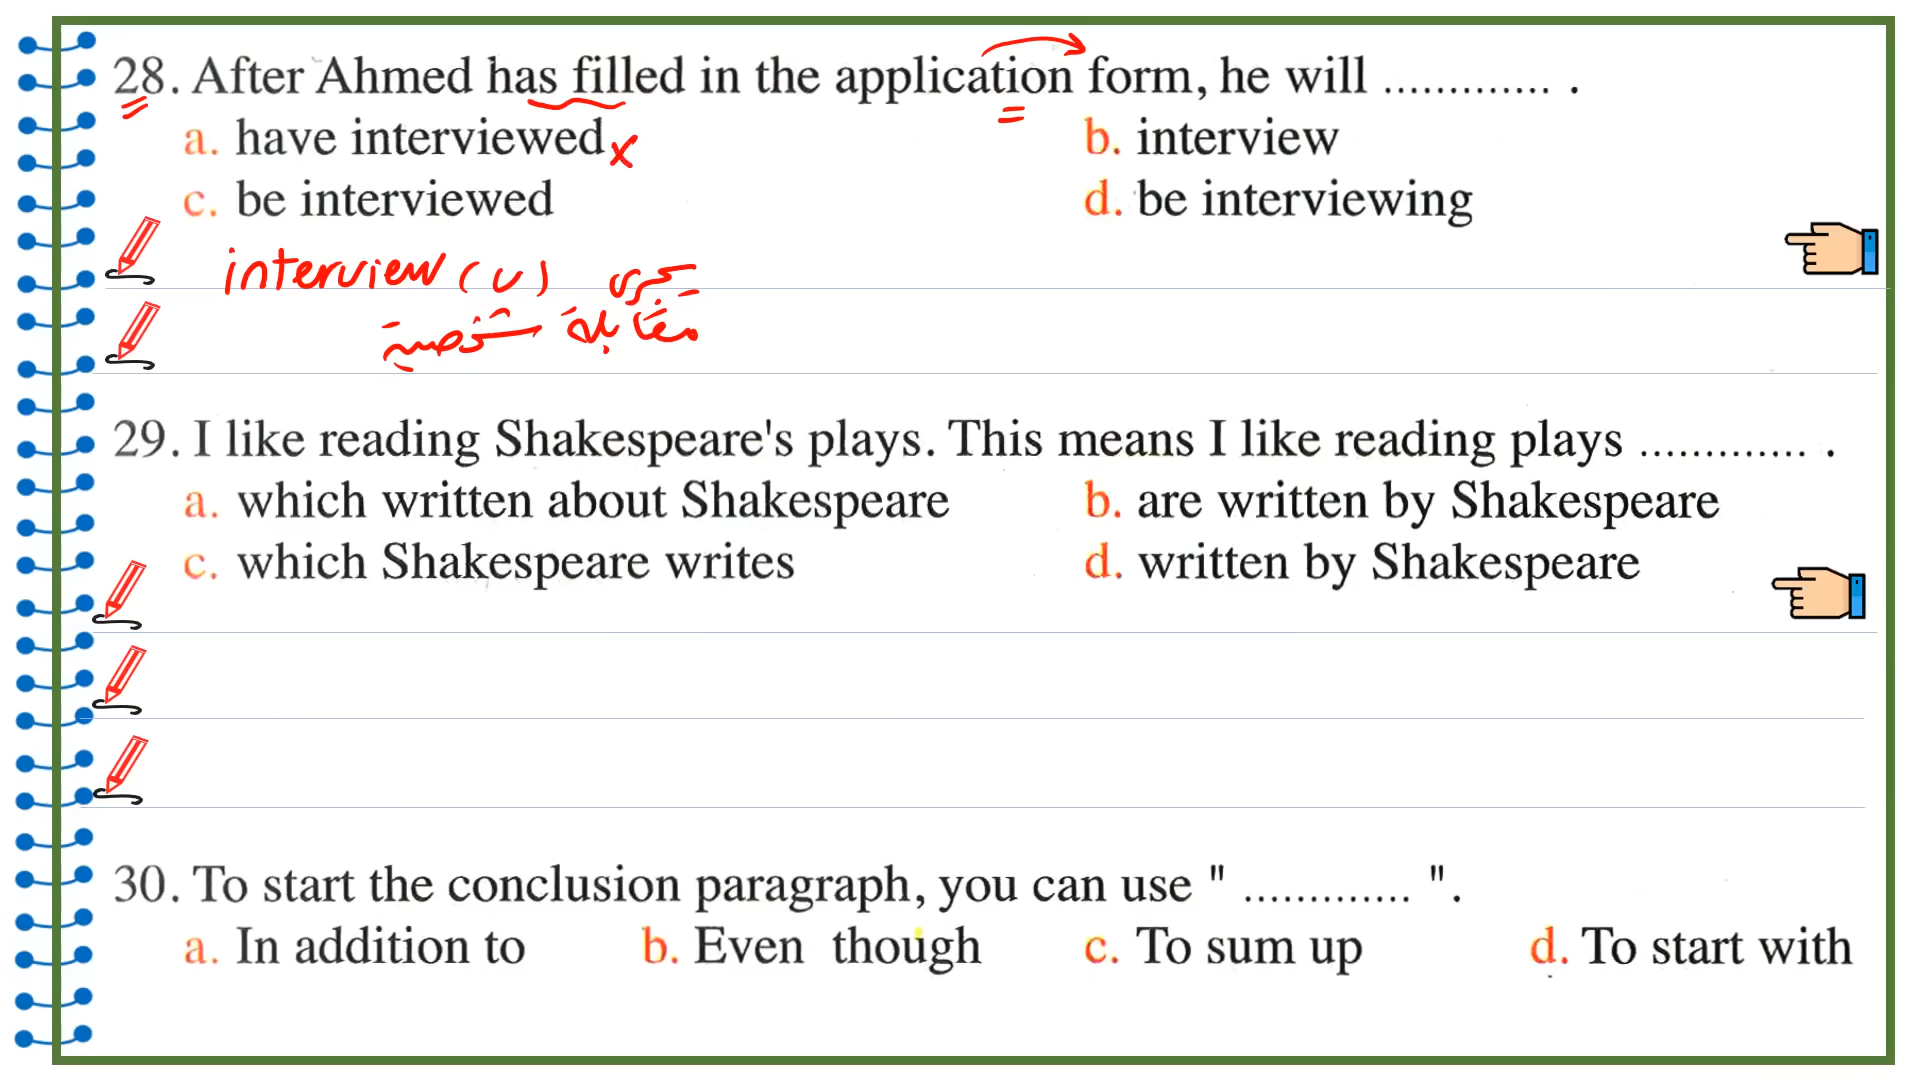 28. After Ahmed has filled in the application form, he will ............. .
a. have interviewed x
b. interview
c. be interviewed
d. be interviewing
interview (v) يجرى
مقابلة شخصية
29. I like reading Shakespeare's plays. This means I like reading plays ............. .
a. which written about Shakespeare
b. are written by Shakespeare
c. which Shakespeare writes
d. written by Shakespeare
30. To start the conclusion paragraph, you can use " ............. ".
a. In addition to b. Even though c. To sum up d. To start with